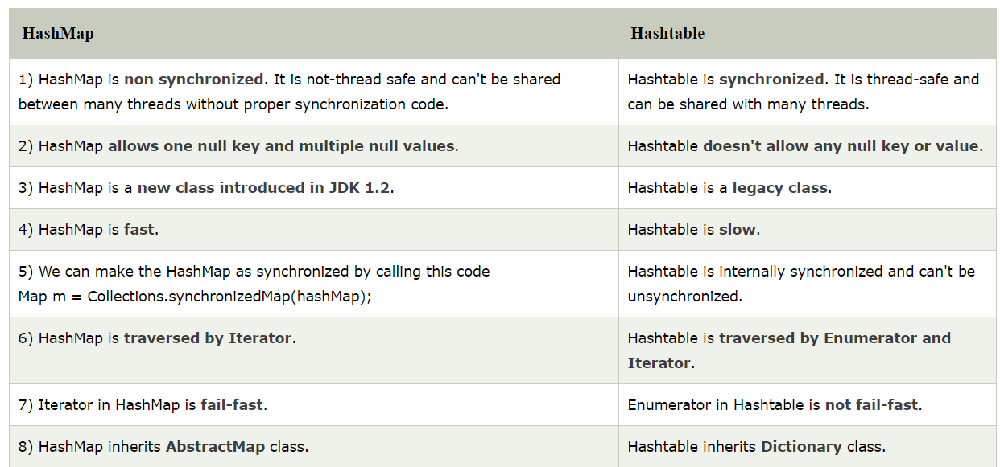 HashMap
Hashtable
1) HashMap is non synchronized. It is not-thread safe and can't be shared
between many threads without proper synchronization code.
Hashtable is synchronized. It is thread-safe and
can be shared with many threads.
2) HashMap allows one null key and multiple null values.
Hashtable doesn't allow any null key or value.
3) HashMap is a new class introduced in JDK 1.2.
Hashtable is a legacy class.
4) HashMap is fast.
Hashtable is slow.
5) We can make the HashMap as synchronized by calling this code
Map m = Collections.synchronizedMap(hashMap);
Hashtable is internally synchronized and can't be
unsynchronized.
6) HashMap is traversed by Iterator.
Hashtable is traversed by Enumerator and
Iterator.
7) Iterator in HashMap is fail-fast.
Enumerator in Hashtable is not fail-fast.
8) HashMap inherits AbstractMap class.
Hashtable inherits Dictionary class.